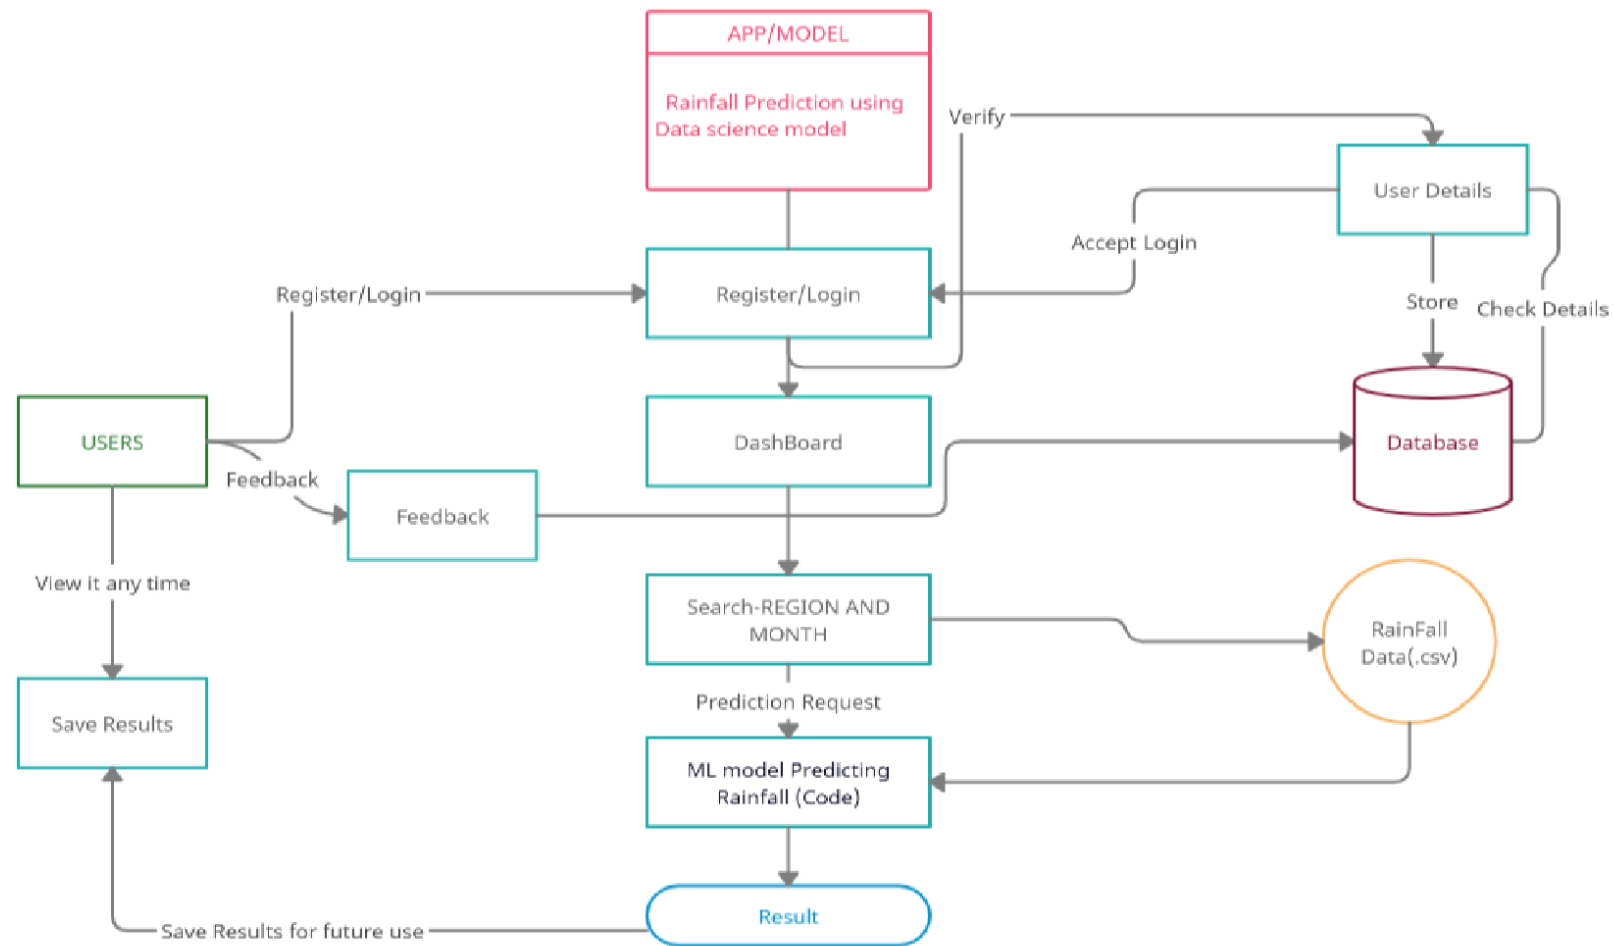 APP/MODEL
Rainfall Prediction using
Data science model
Verify
User Details
Accept Login
Register/Login
Register/Login
Store
Check Details
USERS
DashBoard
Database
Feedback
Feedback
View it any time
Search-REGION AND
MONTH
RainFall
Data(.csv)
Prediction Request
Save Results
ML model Predicting
Rainfall (Code)
Result
Save Results for future use